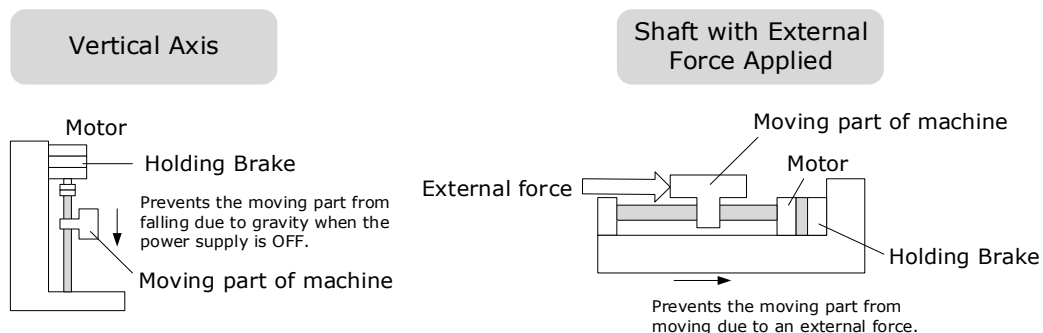 Vertical Axis
Motor
Holding Brake
Prevents the moving part from
falling due to gravity when the
power supply is OFF.
Moving part of machine
Shaft with External
Force Applied
Moving part of machine
Motor
External force
Holding Brake
Prevents the moving part from
moving due to an external force.